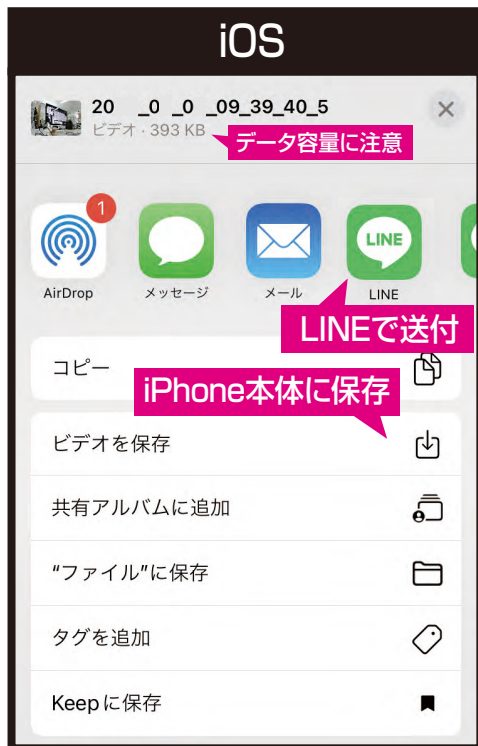 iOS
20 _0 _0 _09_39_40_5
ビデオ · 393 KB
データ容量に注意
1
LINE
AirDrop
メッセージ
メール
LINE
LINEで送付
コピー
iPhone本体に保存
ビデオを保存
共有アルバムに追加
“ファイル”に保存
タグを追加
Keepに保存